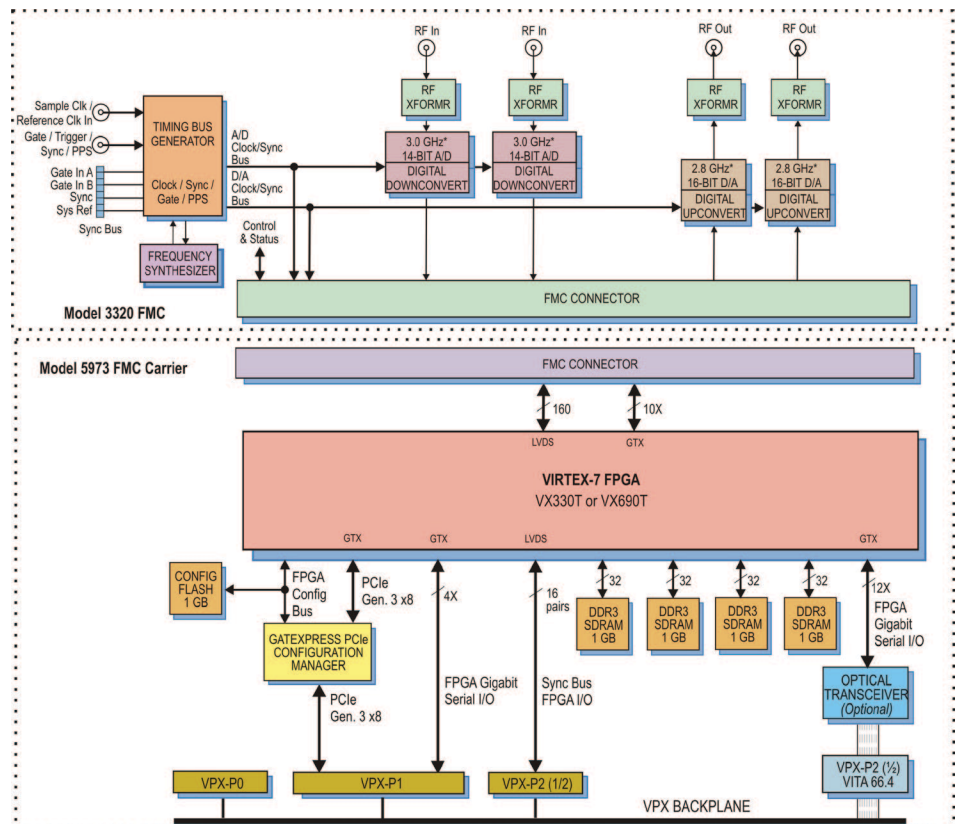 RF In
RF In
RF Out
RF Out
Sample Clk /
Reference Clk In
Gate / Trigger /
Sync / PPS
Gate In A
Gate In B
Sync
Sys Ref
Sync Bus
TIMING BUS
GENERATOR
Clock / Sync /
Gate / PPS
FREQUENCY
SYNTHESIZER
A/D
Clock/Sync
Bus
D/A
Clock/Sync
Bus
Control
& Status
RF
XFORMR
RF
XFORMR
RF
XFORMR
RF
XFORMR
3.0 GHz*
14-BIT A/D
DIGITAL
DOWNCONVERT
3.0 GHz*
14-BIT A/D
DIGITAL
DOWNCONVERT
2.8 GHz*
16-BIT D/A
DIGITAL
UPCONVERT
2.8 GHz*
16-BIT D/A
DIGITAL
UPCONVERT
FMC CONNECTOR
Model 3320 FMC
Model 5973 FMC Carrier
FMC CONNECTOR
160
10X
LVDS
GTX
VIRTEX-7 FPGA
VX330T or VX690T
GTX
GTX
LVDS
GTX
CONFIG
FLASH
1 GB
FPGA
Config
Bus
PCIe
Gen. 3 x8
4X
16
pairs
32
32
32
32
12X
DDR3
SDRAM
1 GB
DDR3
SDRAM
1 GB
DDR3
SDRAM
1 GB
DDR3
SDRAM
1 GB
FPGA
Gigabit
Serial I/O
GATEXPRESS PCIe
CONFIGURATION
MANAGER
PCIe
Gen. 3 x8
FPGA Gigabit
Serial I/O
Sync Bus
FPGA I/O
OPTICAL
TRANSCEIVER
(Optional)
VPX-P0
VPX-P1
VPX-P2 (1/2)
VPX-P2 (½)
VITA 66.4
VPX BACKPLANE